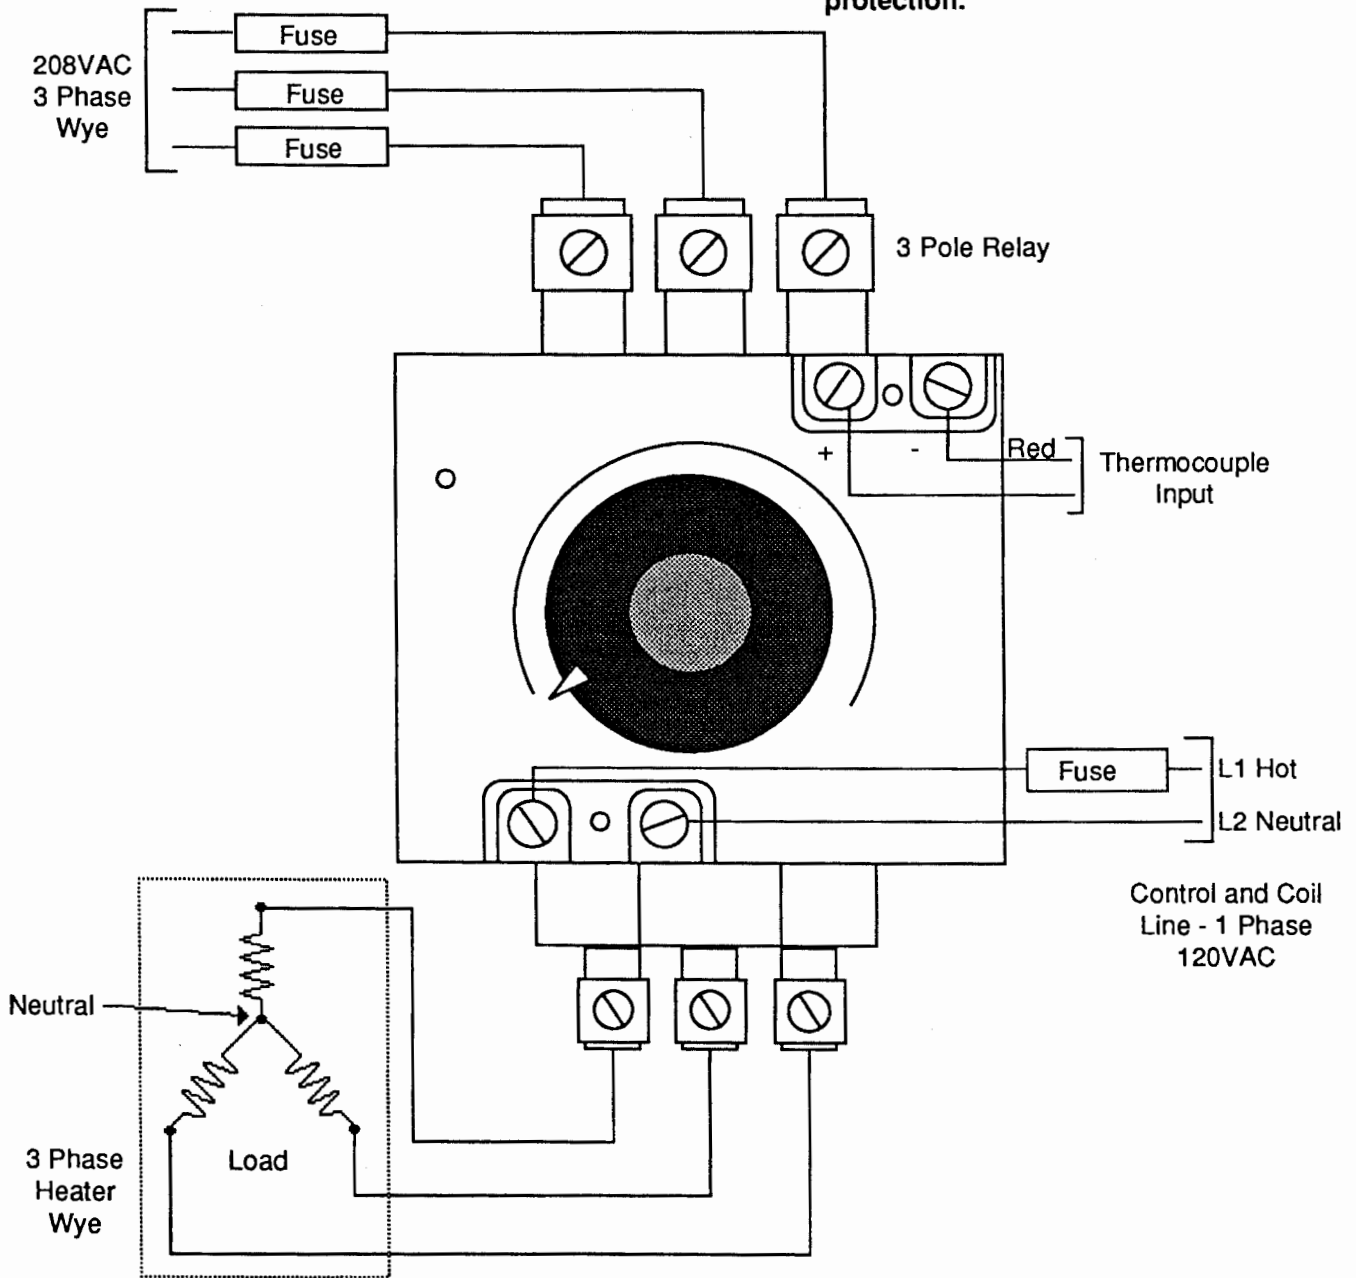 protection.
208VAC
3 Phase
Wye
Fuse
Fuse
Fuse
3 Pole Relay
+
-
Red
Thermocouple
Input
Fuse
L1 Hot
L2 Neutral
Control and Coil
Line - 1 Phase
120VAC
Neutral
Load
3 Phase
Heater
Wye